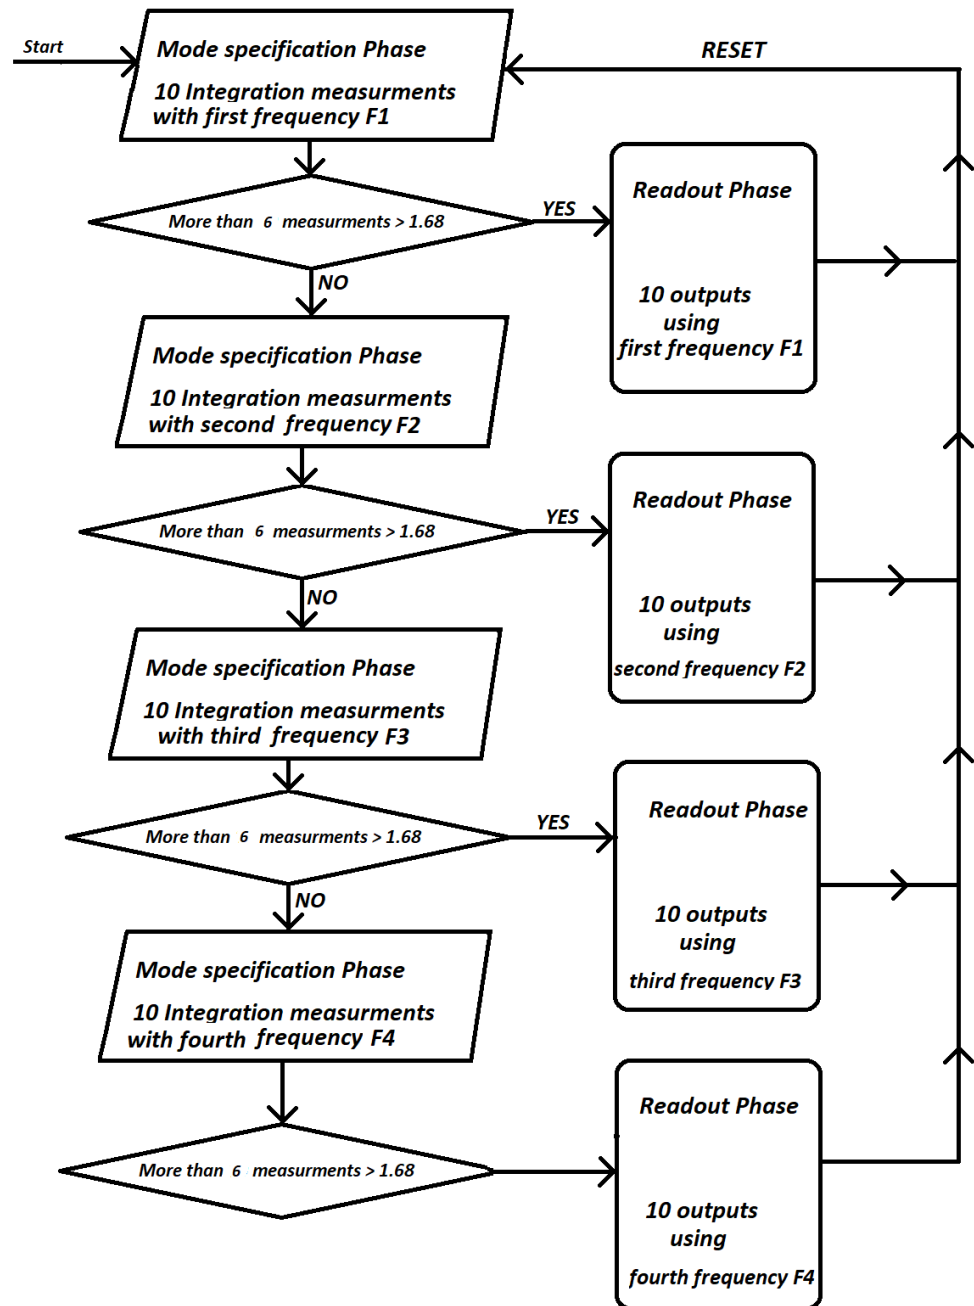 Start
Mode specification Phase
10 Integration measurments
with first frequency F1
RESET
More than 6 measurments > 1.68
YES
Readout Phase
10 outputs
using
first frequency F1
NO
Mode specification Phase
10 Integration measurments
with second frequency F2
More than 6 measurments > 1.68
YES
Readout Phase
10 outputs
using
second frequency F2
NO
Mode specification Phase
10 Integration measurments
with third frequency F3
More than 6 measurments > 1.68
YES
Readout Phase
10 outputs
using
third frequency F3
NO
Mode specification Phase
10 Integration measurments
with fourth frequency F4
More than 6 measurments > 1.68
Readout Phase
10 outputs
using
fourth frequency F4